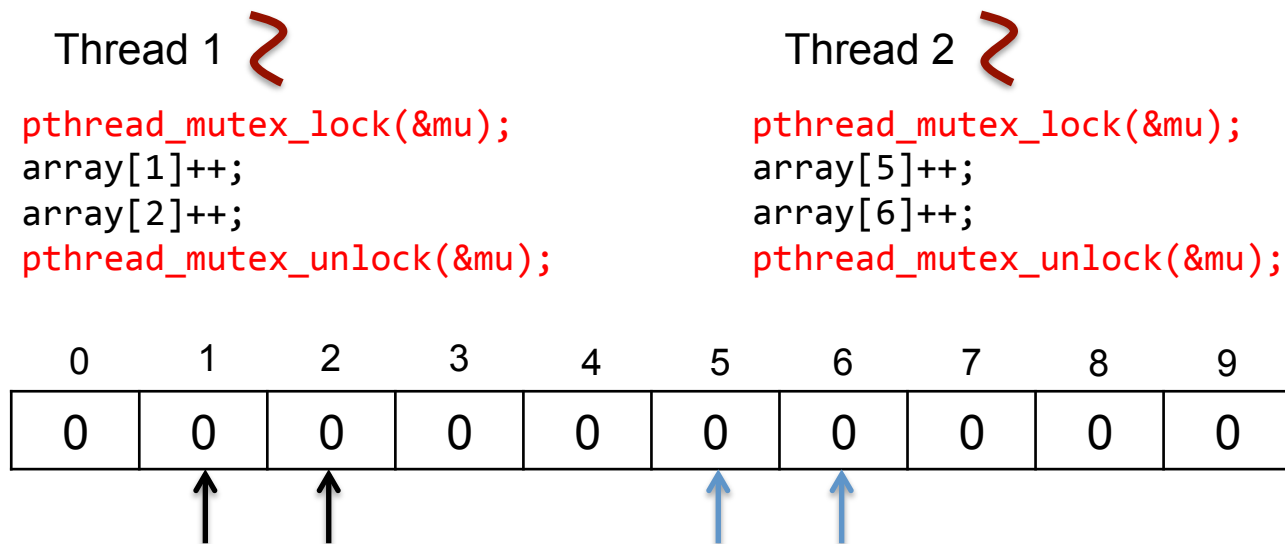 Thread 1
pthread_mutex_lock(&mu);
array[1]++;
array[2]++;
pthread_mutex_unlock(&mu);
Thread 2
pthread_mutex_lock(&mu);
array[5]++;
array[6]++;
pthread_mutex_unlock(&mu);
0 1 2 3 4 5 6 7 8 9
0 0 0 0 0 0 0 0 0 0